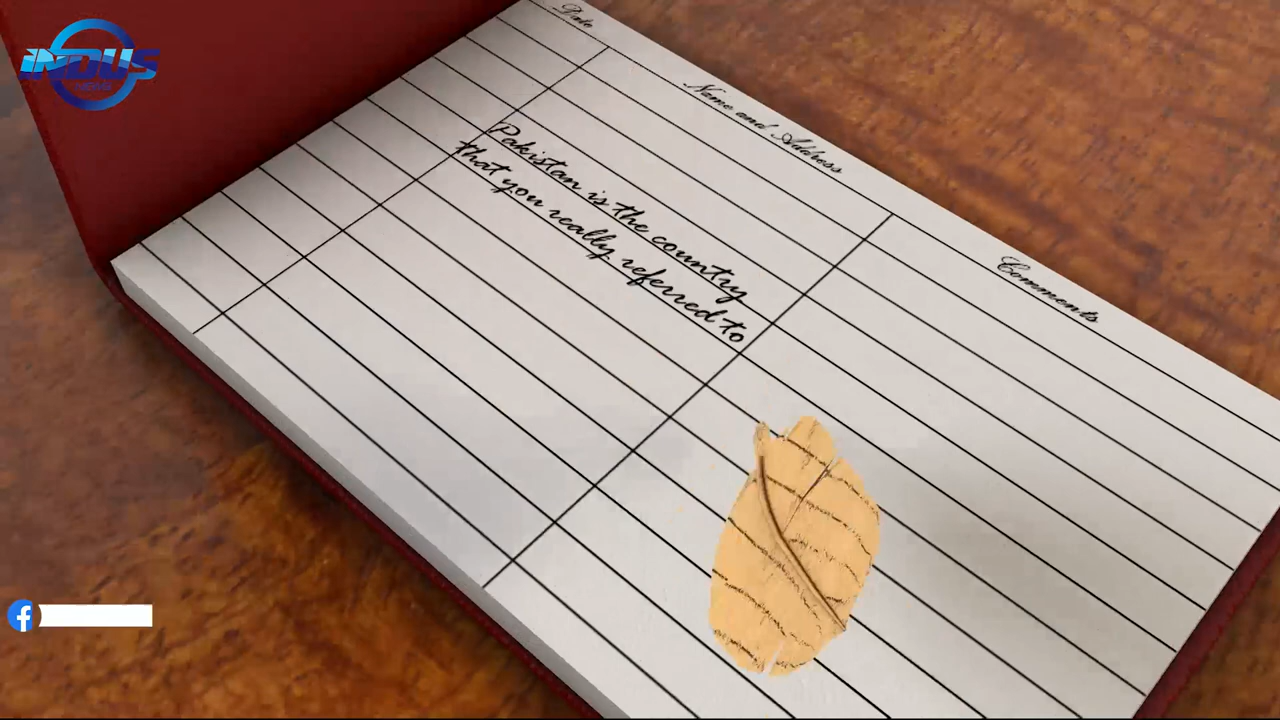 INDUS
NEWS
Date
Name and Address
Comments
Pakistan is the country
that you really referred to